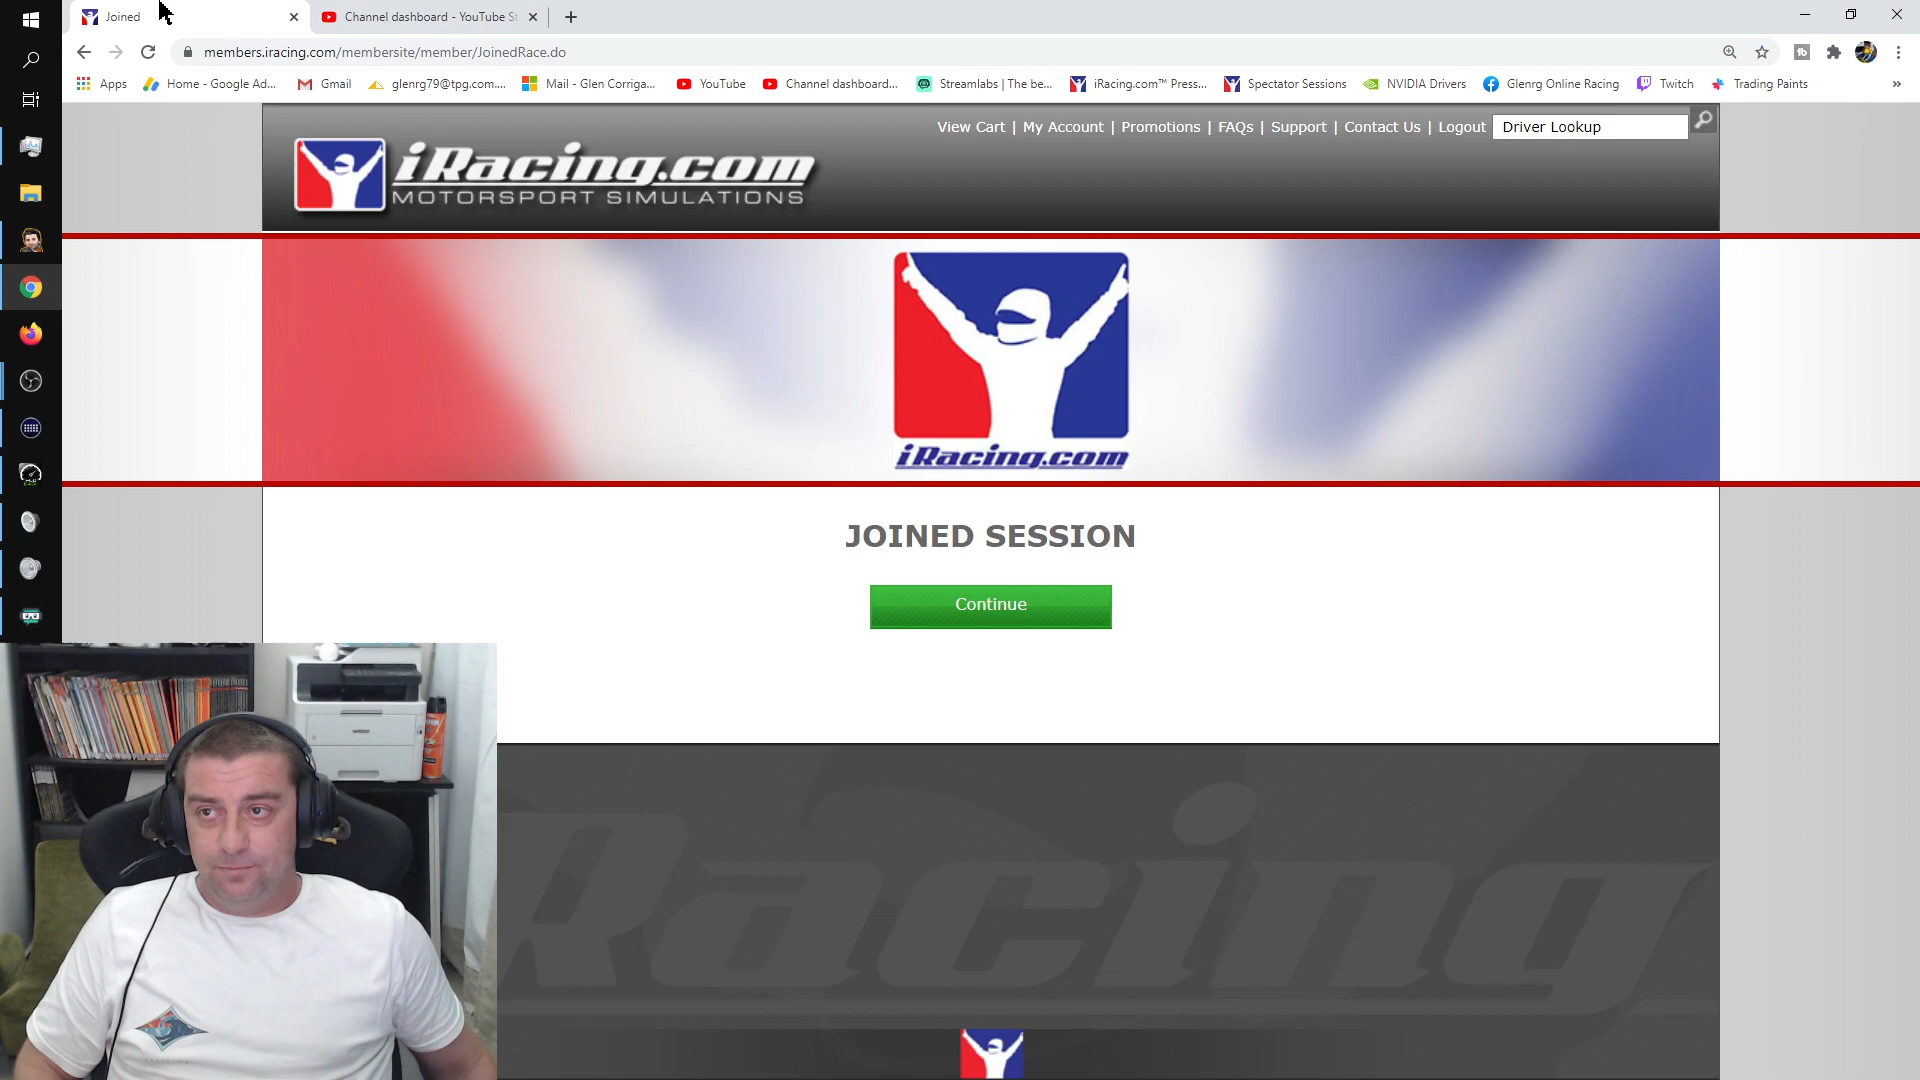 Joined
Channel dashboard - YouTube St
members.iracing.com/membersite/member/JoinedRace.do
Apps
Home - Google Ad...
Gmail
glenrg79@tpg.com....
Mail - Glen Corriga...
YouTube
Channel dashboard...
Streamlabs | The be...
iRacing.com™ Press...
Spectator Sessions
NVIDIA Drivers
Glenrg Online Racing
Twitch
Trading Paints
»
View Cart | My Account | Promotions | FAQs | Support | Contact Us | Logout
Driver Lookup
iRacing.com
MOTORSPORT SIMULATIONS
iRacing.com
JOINED SESSION
Continue
Racing